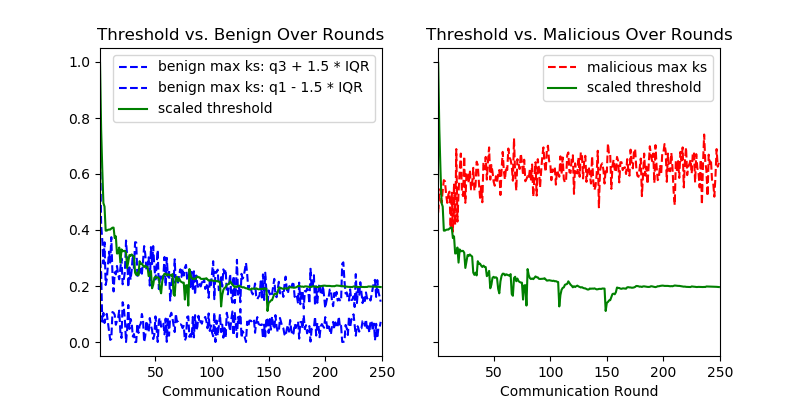 Threshold vs. Benign Over Rounds
Threshold vs. Malicious Over Rounds
benign max ks: q3 + 1.5 * IQR
benign max ks: q1 - 1.5 * IQR
scaled threshold
malicious max ks
scaled threshold
1.0
0.8
0.6
0.4
0.2
0.0
50 100 150 200 250
50 100 150 200 250
Communication Round
Communication Round